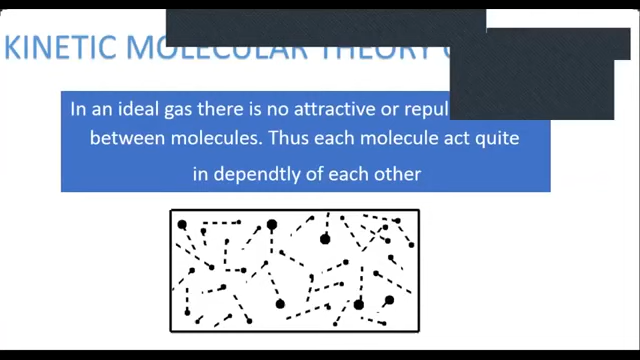 KINETIC MOLECULAR THEORY
In an ideal gas there is no attractive or
between molecules. Thus each molecule act quite
in dependtly of each other